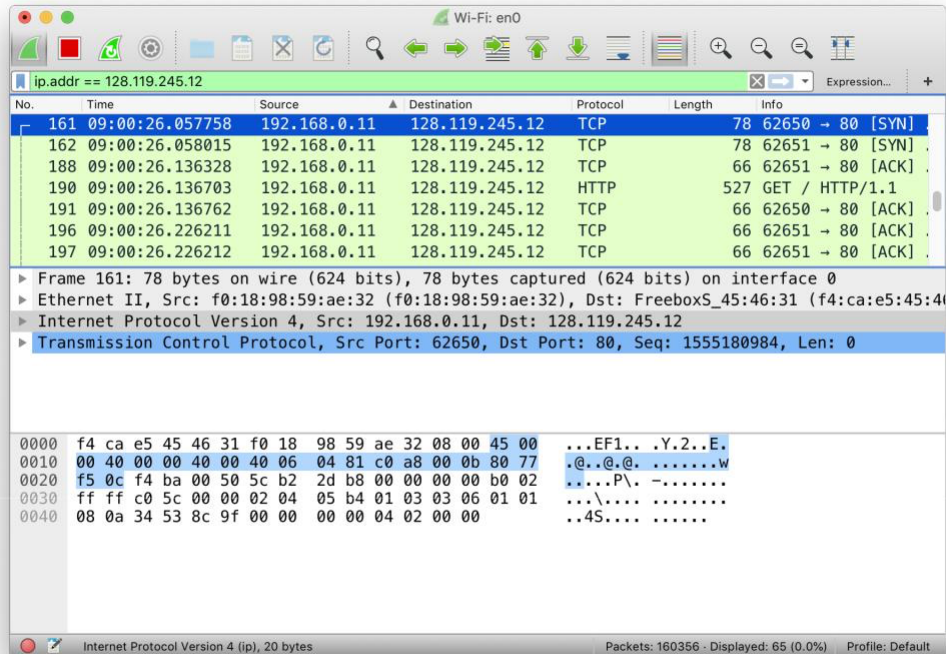 Wi-Fi: en0
ip.addr == 128.119.245.12 Expression... +
No. Time Source Destination Protocol Length Info
161 09:00:26.057758 192.168.0.11 128.119.245.12 TCP 78 62650 → 80 [SYN] .
162 09:00:26.058015 192.168.0.11 128.119.245.12 TCP 78 62651 → 80 [SYN] .
188 09:00:26.136328 192.168.0.11 128.119.245.12 TCP 66 62651 → 80 [ACK] .
190 09:00:26.136703 192.168.0.11 128.119.245.12 HTTP 527 GET / HTTP/1.1
191 09:00:26.136762 192.168.0.11 128.119.245.12 TCP 66 62650 → 80 [ACK] .
196 09:00:26.226211 192.168.0.11 128.119.245.12 TCP 66 62651 → 80 [ACK] .
197 09:00:26.226212 192.168.0.11 128.119.245.12 TCP 66 62651 → 80 [ACK] .
Frame 161: 78 bytes on wire (624 bits), 78 bytes captured (624 bits) on interface 0
Ethernet II, Src: f0:18:98:59:ae:32 (f0:18:98:59:ae:32), Dst: FreeboxS_45:46:31 (f4:ca:e5:45:4
Internet Protocol Version 4, Src: 192.168.0.11, Dst: 128.119.245.12
Transmission Control Protocol, Src Port: 62650, Dst Port: 80, Seq: 1555180984, Len: 0
0000 f4 ca e5 45 46 31 f0 18 98 59 ae 32 08 00 45 00 ...EF1.. .Y.2..E.
0010 00 40 00 00 40 00 40 06 04 81 c0 a8 00 0b 80 77 .@..@.@. .......w
0020 f5 0c f4 ba 00 50 5c b2 2d b8 00 00 00 00 b0 02 .....P\. -.......
0030 ff ff c0 5c 00 00 02 04 05 b4 01 03 03 06 01 01 ...\.... ........
0040 08 0a 34 53 8c 9f 00 00 00 00 04 02 00 00 ..4S.... ......
Internet Protocol Version 4 (ip), 20 bytes Packets: 160356 · Displayed: 65 (0.0%) Profile: Default